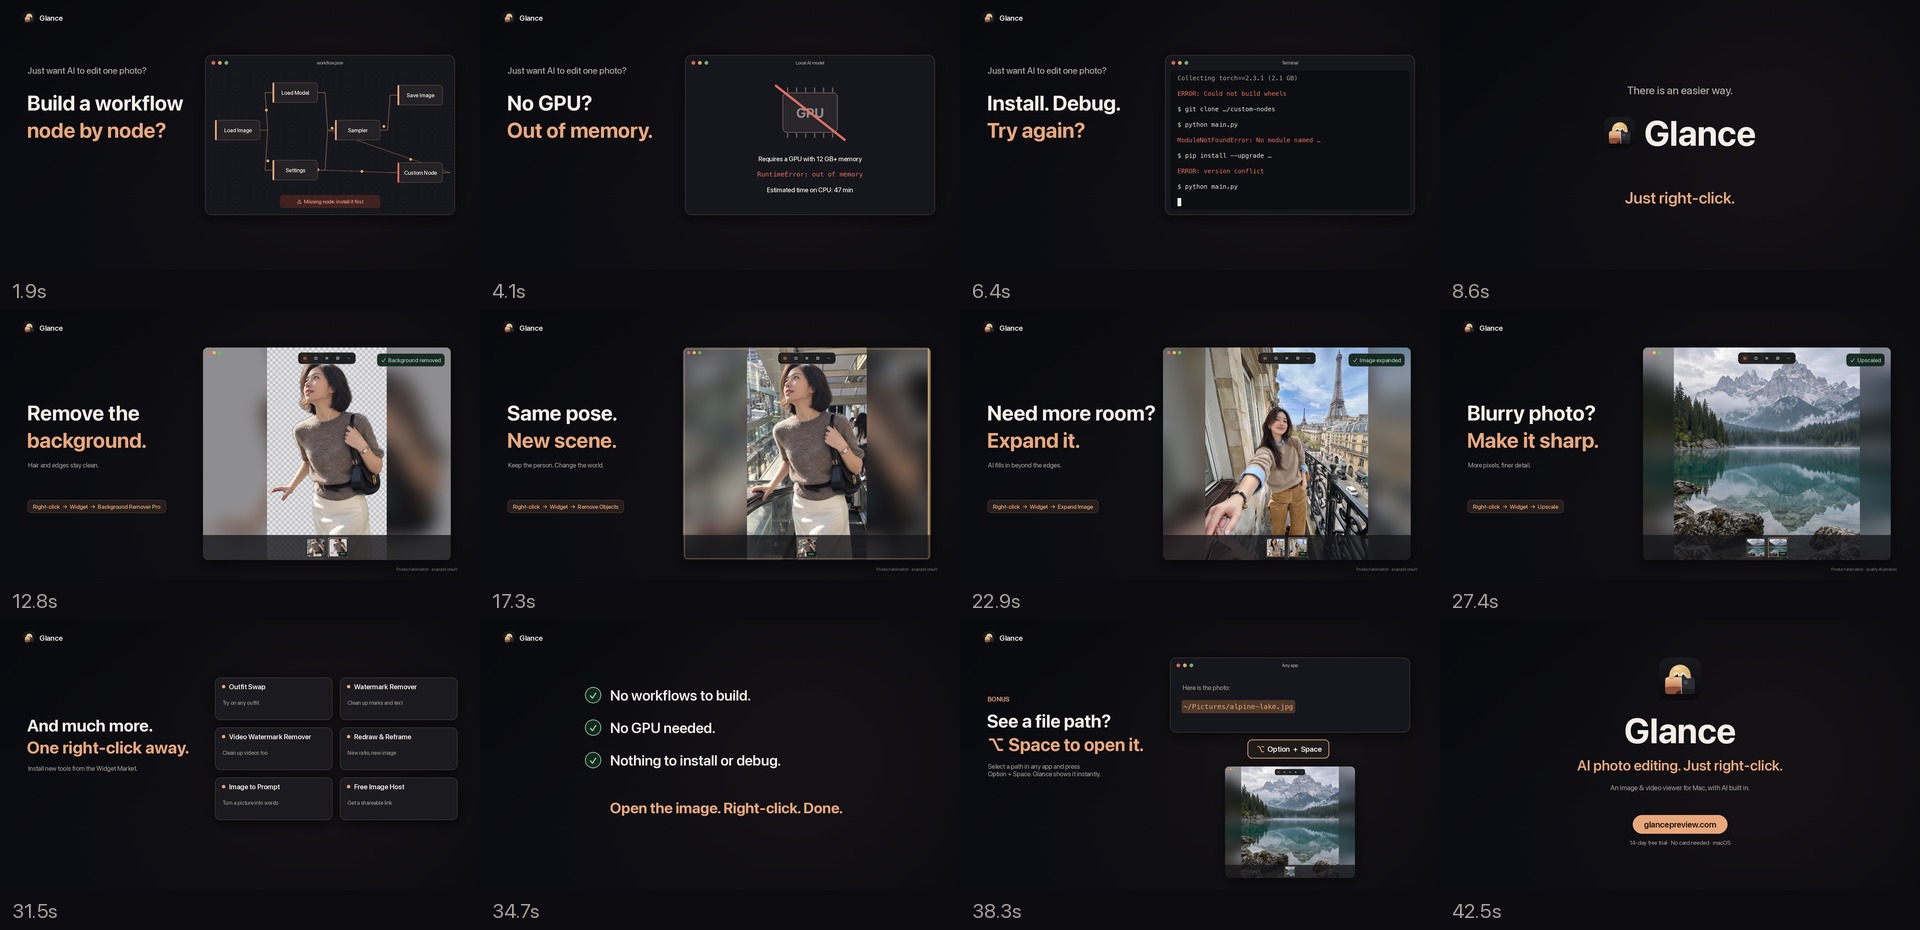 Glance
Just want AI to edit one photo?
Build a workflow
node by node?
workflow.json
Load Model
Save Image
Load Image
Sampler
Settings
Custom Node
⚠ Missing node: install it first
1.9s
Glance
Just want AI to edit one photo?
No GPU?
Out of memory.
Local AI model
GPU
Requires a GPU with 12 GB+ memory
RuntimeError: out of memory
Estimated time on CPU: 47 min
4.1s
Glance
Just want AI to edit one photo?
Install. Debug.
Try again?
Terminal
Collecting torch==2.3.1 (2.1 GB)
ERROR: Could not build wheels
$ git clone …/custom-nodes
$ python main.py
ModuleNotFoundError: No module named …
$ pip install --upgrade …
ERROR: version conflict
$ python main.py
6.4s
There is an easier way.
Glance
Just right-click.
8.6s
Glance
Remove the
background.
Hair and edges stay clean.
Right-click → Widget → Background Remover Pro
✓ Background removed
Product animation · example result
12.8s
Glance
Same pose.
New scene.
Keep the person. Change the world.
Right-click → Widget → Remove Objects
Product animation · example result
17.3s
Glance
Need more room?
Expand it.
AI fills in beyond the edges.
Right-click → Widget → Expand Image
✓ Image expanded
Product animation · example result
22.9s
Glance
Blurry photo?
Make it sharp.
More pixels, finer detail.
Right-click → Widget → Upscale
✓ Upscaled
Product animation · quality illustration
27.4s
Glance
And much more.
One right-click away.
Install new tools from the Widget Market.
Outfit Swap
Try on any outfit
Watermark Remover
Clean up marks and text
Video Watermark Remover
Clean up videos too
Redraw & Reframe
New ratio, new image
Image to Prompt
Turn a picture into words
Free Image Host
Get a shareable link
31.5s
Glance
No workflows to build.
No GPU needed.
Nothing to install or debug.
Open the image. Right-click. Done.
34.7s
Glance
BONUS
See a file path?
⌥ Space to open it.
Select a path in any app and press
Option + Space. Glance shows it instantly.
Any app
Here is the photo:
~/Pictures/alpine-lake.jpg
⌥ Option + Space
38.3s
Glance
AI photo editing. Just right-click.
An image & video viewer for Mac, with AI built in.
glancepreview.com
14-day free trial · No card needed · macOS
42.5s